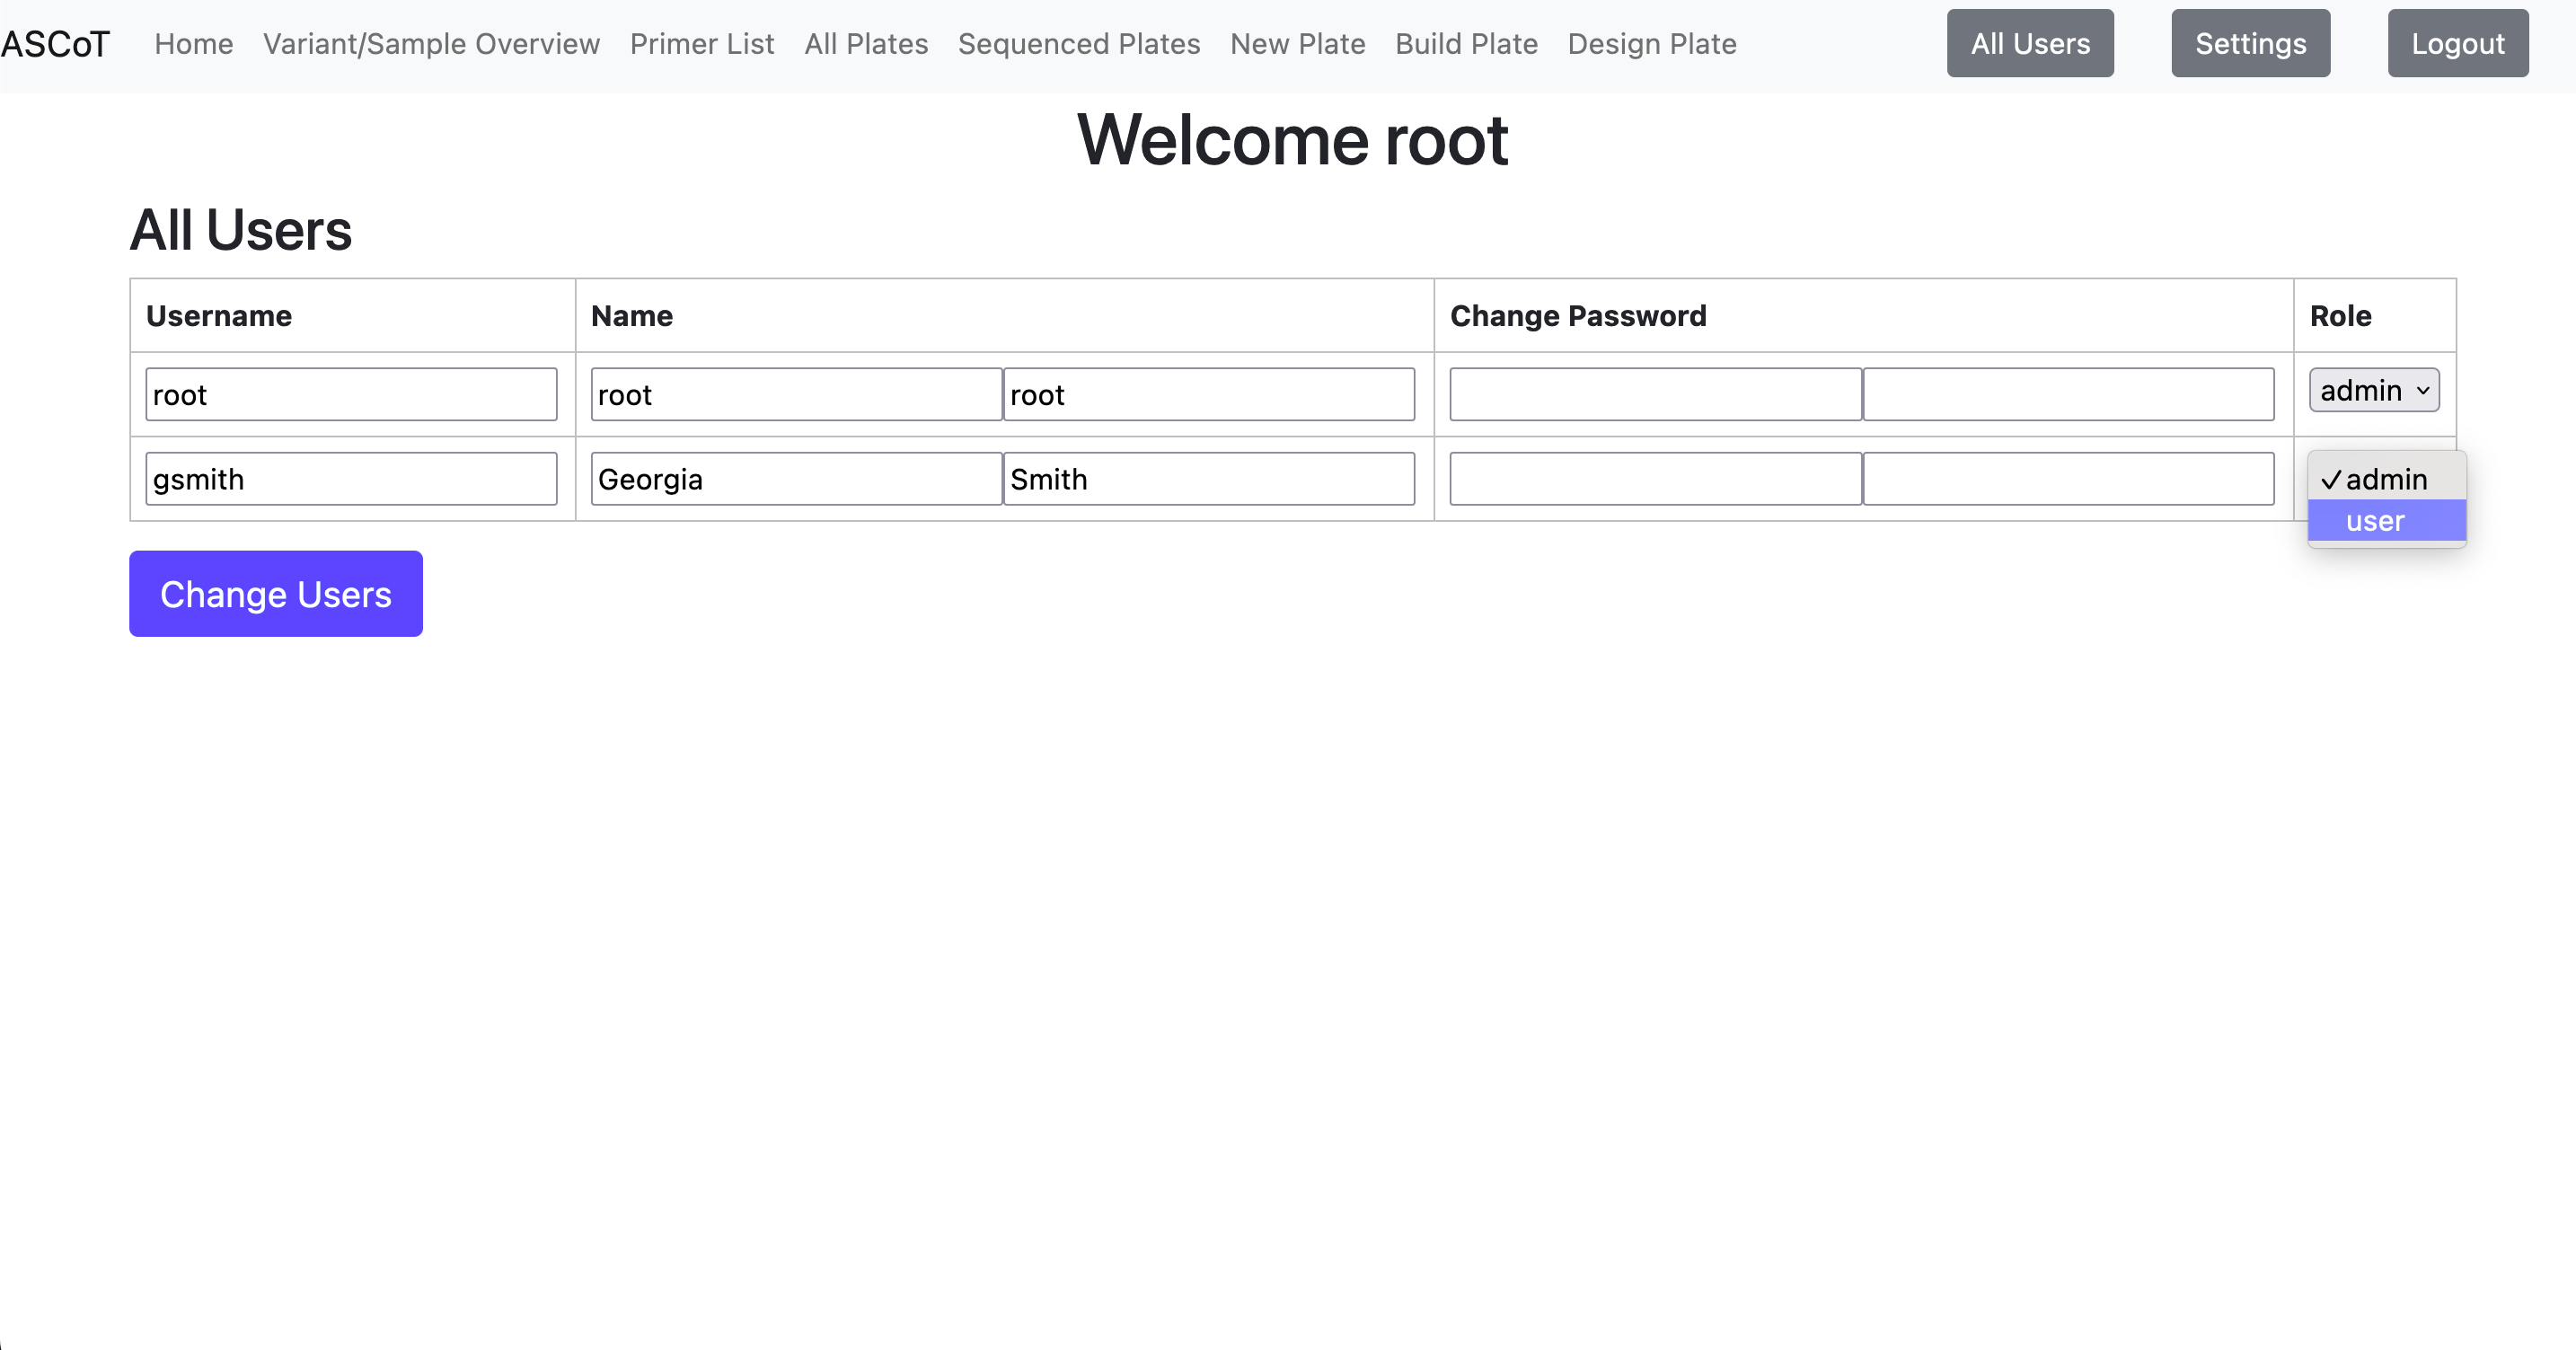 ASCoT Home Variant/Sample Overview Primer List All Plates Sequenced Plates New Plate Build Plate Design Plate All Users Settings Logout
Welcome root
All Users
Username Name Change Password Role
root root root admin
gsmith Georgia Smith ✓ admin
user
Change Users